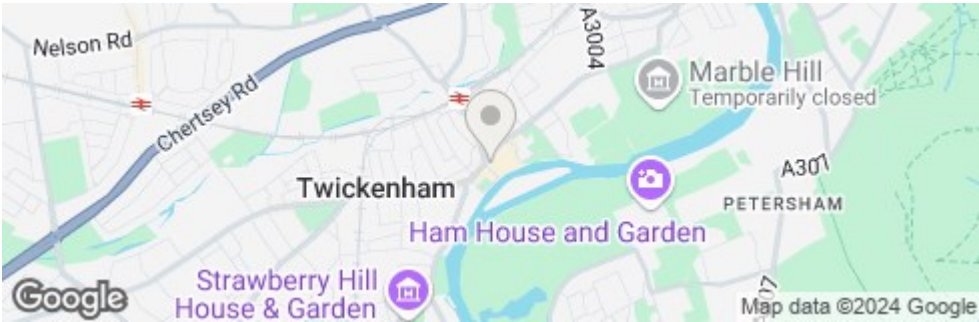 Nelson Rd
Chertsey Rd
A3004
Marble Hill
Temporarily closed
Twickenham
A307
PETERSHAM
Ham House and Garden
Strawberry Hill
House & Garden
Google
Map data ©2024 Google